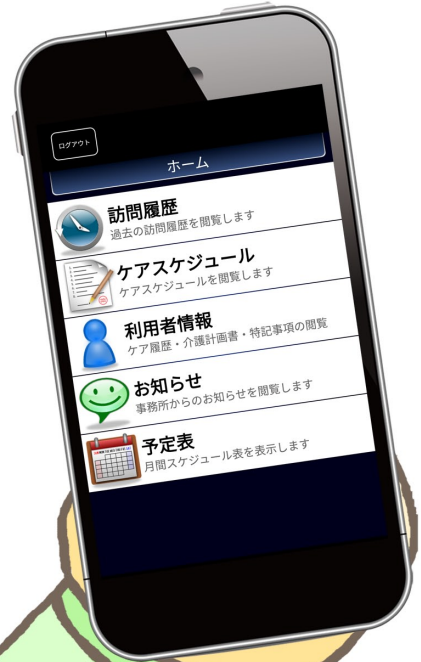 ログアウト
ホーム
訪問履歴
過去の訪問履歴を閲覧します
ケアスケジュール
ケアスケジュールを閲覧します
利用者情報
ケア履歴・介護計画書・特記事項の閲覧
お知らせ
事務所からのお知らせを閲覧します
予定表
月間スケジュール表を表示します